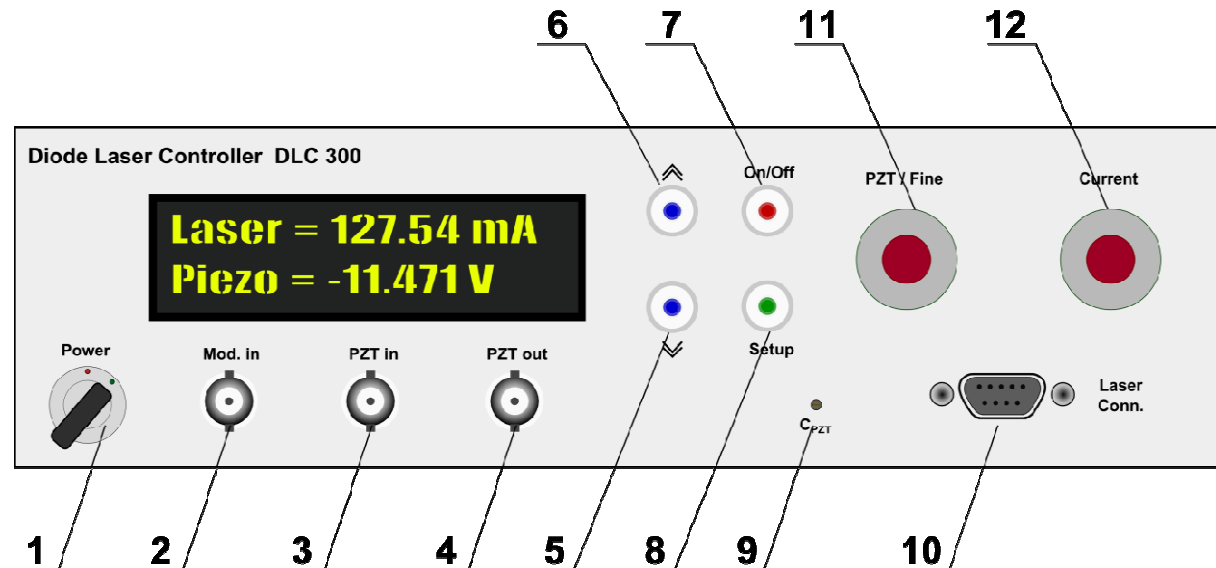 6 7 11 12
Diode Laser Controller DLC 300
On/Off
PZT / Fine
Current
Laser = 127.54 mA
Piezo = -11.471 V
Power
Mod. in
PZT in
PZT out
Setup
Laser
Conn.
CPZT
1 2 3 4 5 8 9 10